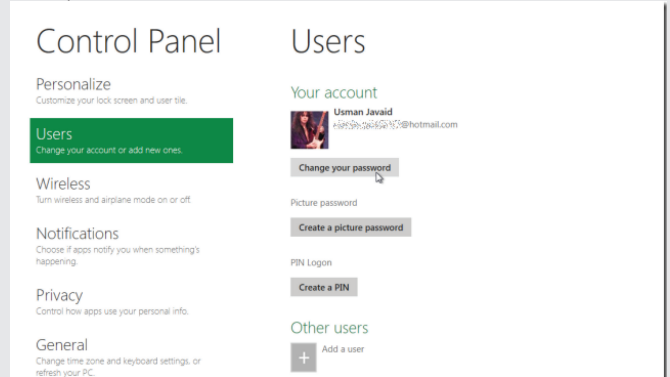 Control Panel
Personalize
Customize your lock screen and user tile.
Users
Change your account or add new ones.
Wireless
Turn wireless and airplane mode on or off.
Notifications
Choose if apps notify you when something's
happening.
Privacy
Control how apps use your personal info.
General
Change time zone and keyboard settings, or
refresh your PC.
Users
Your account
Usman Javaid
@hotmail.com
Change your password
Picture password
Create a picture password
PIN Logon
Create a PIN
Other users
Add a user